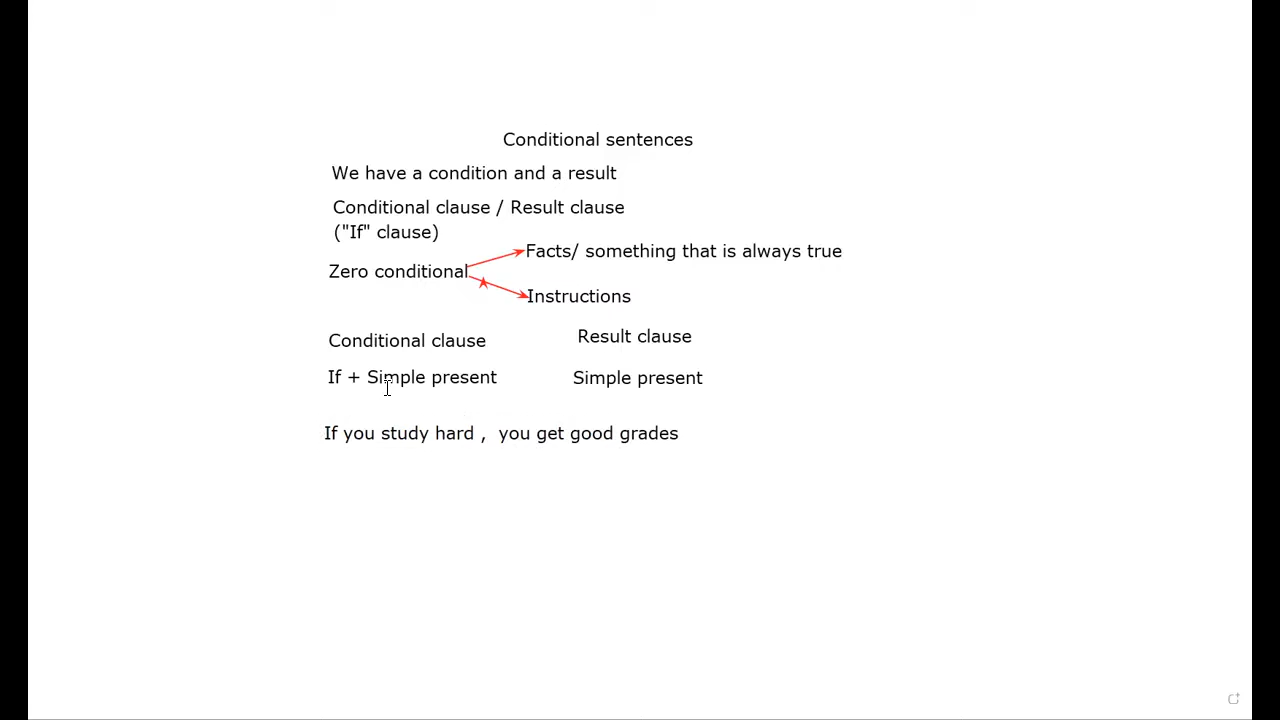 Conditional sentences
We have a condition and a result
Conditional clause / Result clause
("If" clause)
Facts/ something that is always true
Zero conditional
Instructions
Conditional clause Result clause
If + Simple present Simple present
If you study hard , you get good grades